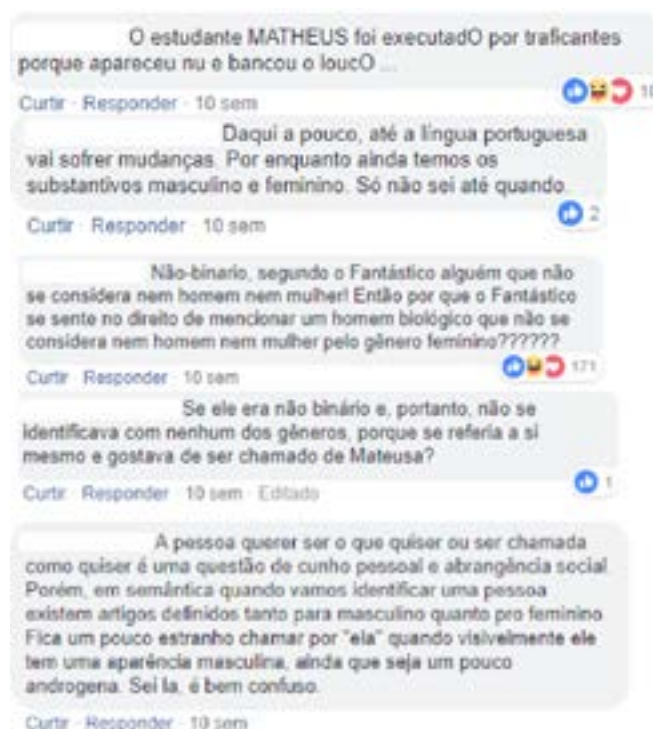 O estudante MATHEUS foi executadO por traficantes
porque apareceu nu e bancou o loucO ...
Curtir · Responder · 10 sem
Daqui a pouco, até a língua portuguesa
vai sofrer mudanças. Por enquanto ainda temos os
substantivos masculino e feminino. Só não sei até quando.
2
Curtir · Responder · 10 sem
Não-binario, segundo o Fantástico alguém que não
se considera nem homem nem mulher! Então por que o Fantástico
se sente no direito de mencionar um homem biológico que não se
considera nem homem nem mulher pelo gênero feminino??????
171
Curtir · Responder · 10 sem
Se ele era não binário e, portanto, não se
identificava com nenhum dos gêneros, porque se referia a si
mesmo e gostava de ser chamado de Mateusa?
1
Curtir · Responder · 10 sem · Editado
A pessoa querer ser o que quiser ou ser chamada
como quiser é uma questão de cunho pessoal e abrangência social.
Porém, em semântica quando vamos identificar uma pessoa
existem artigos definidos tanto para masculino quanto pro feminino
Fica um pouco estranho chamar por "ela" quando visivelmente ele
tem uma aparência masculina, ainda que seja um pouco
androgena. Sei la, é bem confuso.
Curtir · Responder · 10 sem